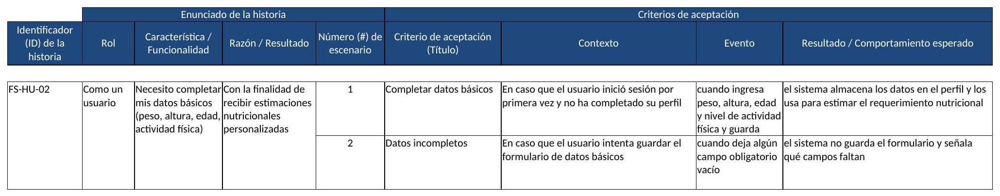 Enunciado de la historia
Criterios de aceptación
Identificador
(ID) de la
historia
Rol
Característica /
Funcionalidad
Razón / Resultado
Número (#) de
escenario
Criterio de aceptación
(Título)
Contexto
Evento
Resultado / Comportamiento esperado
FS-HU-02
Como un
usuario
Necesito completar
mis datos básicos
(peso, altura, edad,
actividad física)
Con la finalidad de
recibir estimaciones
nutricionales
personalizadas
1
Completar datos básicos
En caso que el usuario inició sesión por
primera vez y no ha completado su perfil
cuando ingresa
peso, altura, edad
y nivel de actividad
física y guarda
el sistema almacena los datos en el perfil y los
usa para estimar el requerimiento nutricional
2
Datos incompletos
En caso que el usuario intenta guardar el
formulario de datos básicos
cuando deja algún
campo obligatorio
vacío
el sistema no guarda el formulario y señala
qué campos faltan